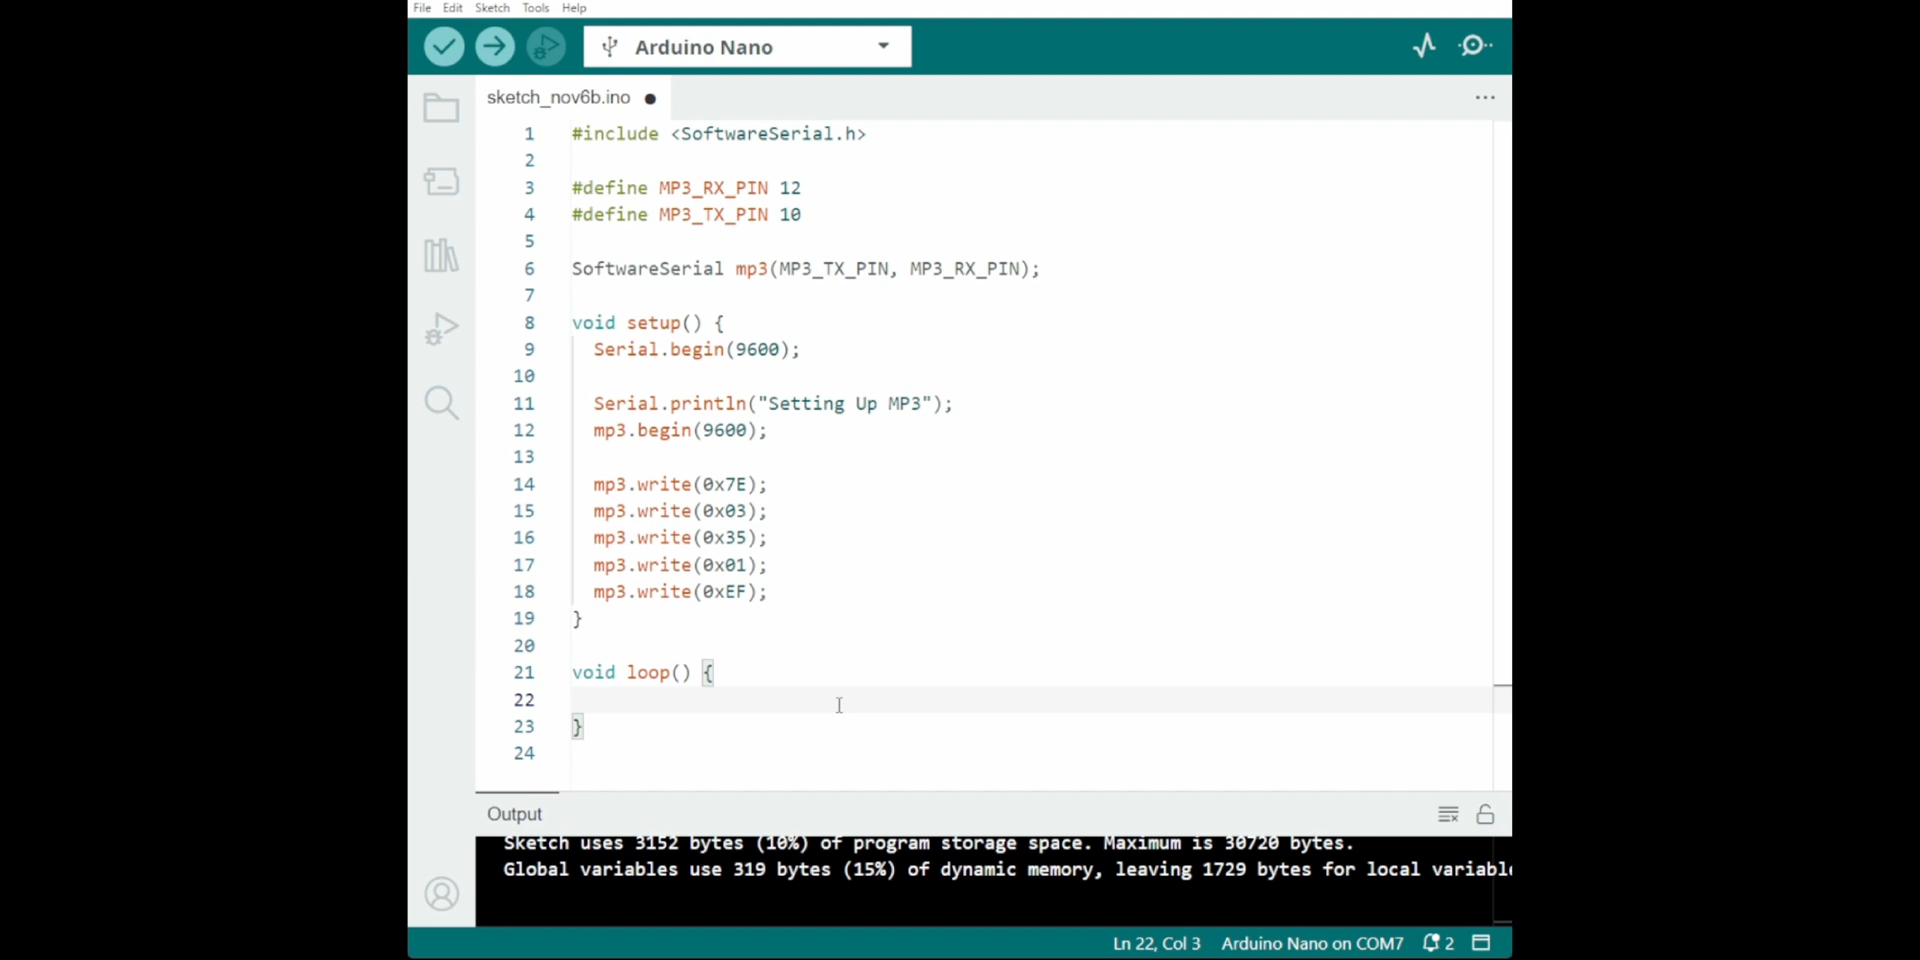 File Edit Sketch Tools Help
Arduino Nano
sketch_nov6b.ino
1 #include <SoftwareSerial.h>
2
3 #define MP3_RX_PIN 12
4 #define MP3_TX_PIN 10
5
6 SoftwareSerial mp3(MP3_TX_PIN, MP3_RX_PIN);
7
8 void setup() {
9 Serial.begin(9600);
10
11 Serial.println("Setting Up MP3");
12 mp3.begin(9600);
13
14 mp3.write(0x7E);
15 mp3.write(0x03);
16 mp3.write(0x35);
17 mp3.write(0x01);
18 mp3.write(0xEF);
19 }
20
21 void loop() {
22
23 }
24
Output
Sketch uses 3152 bytes (10%) of program storage space. Maximum is 30720 bytes.
Global variables use 319 bytes (15%) of dynamic memory, leaving 1729 bytes for local
Ln 22, Col 3 Arduino Nano on COM7 2